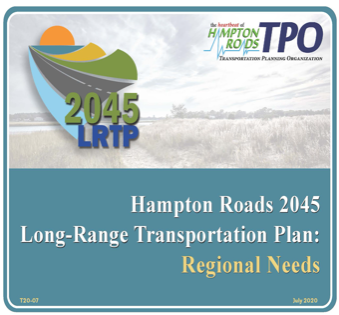 the heartbeat of
HAMPTON
ROADS
TPO
TRANSPORTATION PLANNING ORGANIZATION
2045
LRTP
Hampton Roads 2045
Long-Range Transportation Plan:
Regional Needs
T20-07
July 2020